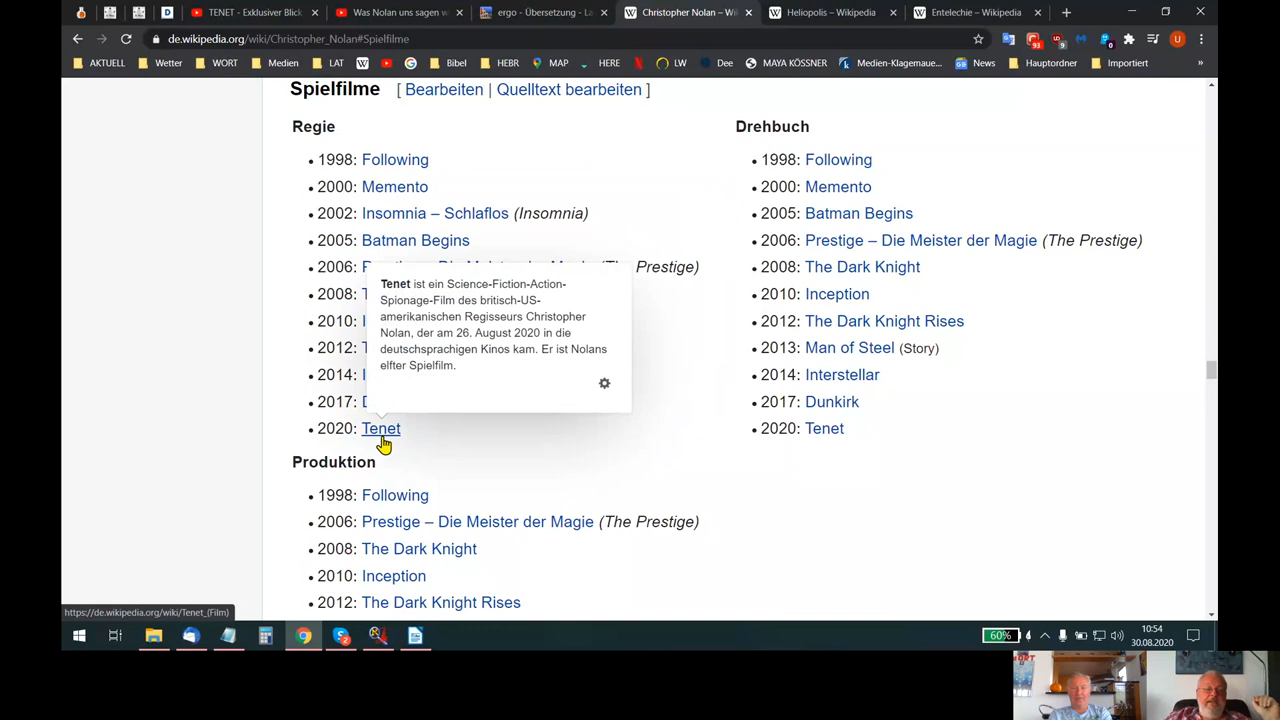 TENET - Exklusiver Blick
Was Nolan uns sagen w
ergo - Übersetzung - La
Christopher Nolan – Wi
Heliopolis – Wikipedia
Entelechie – Wikipedia
de.wikipedia.org/wiki/Christopher_Nolan#Spielfilme
93
9
0
U
AKTUELL
Wetter
WORT
Medien
LAT
Bibel
HEBR
MAP
HERE
LW
Dee
MAYA KÖSSNER
Medien-Klagemaue...
News
Hauptordner
Importiert
»
Spielfilme [ Bearbeiten | Quelltext bearbeiten ]
Regie
• 1998: Following
• 2000: Memento
• 2002: Insomnia – Schlaflos (Insomnia)
• 2005: Batman Begins
• 2006: Prestige)
• 2008: T
• 2010: I
• 2012: T
• 2014: I
• 2017: D
• 2020: Tenet
Tenet ist ein Science-Fiction-Action-
Spionage-Film des britisch-US-
amerikanischen Regisseurs Christopher
Nolan, der am 26. August 2020 in die
deutschsprachigen Kinos kam. Er ist Nolans
elfter Spielfilm.
Produktion
• 1998: Following
• 2006: Prestige – Die Meister der Magie (The Prestige)
• 2008: The Dark Knight
• 2010: Inception
• 2012: The Dark Knight Rises
Drehbuch
• 1998: Following
• 2000: Memento
• 2005: Batman Begins
• 2006: Prestige – Die Meister der Magie (The Prestige)
• 2008: The Dark Knight
• 2010: Inception
• 2012: The Dark Knight Rises
• 2013: Man of Steel (Story)
• 2014: Interstellar
• 2017: Dunkirk
• 2020: Tenet
https://de.wikipedia.org/wiki/Tenet_(Film)
60%
10:54
30.08.2020